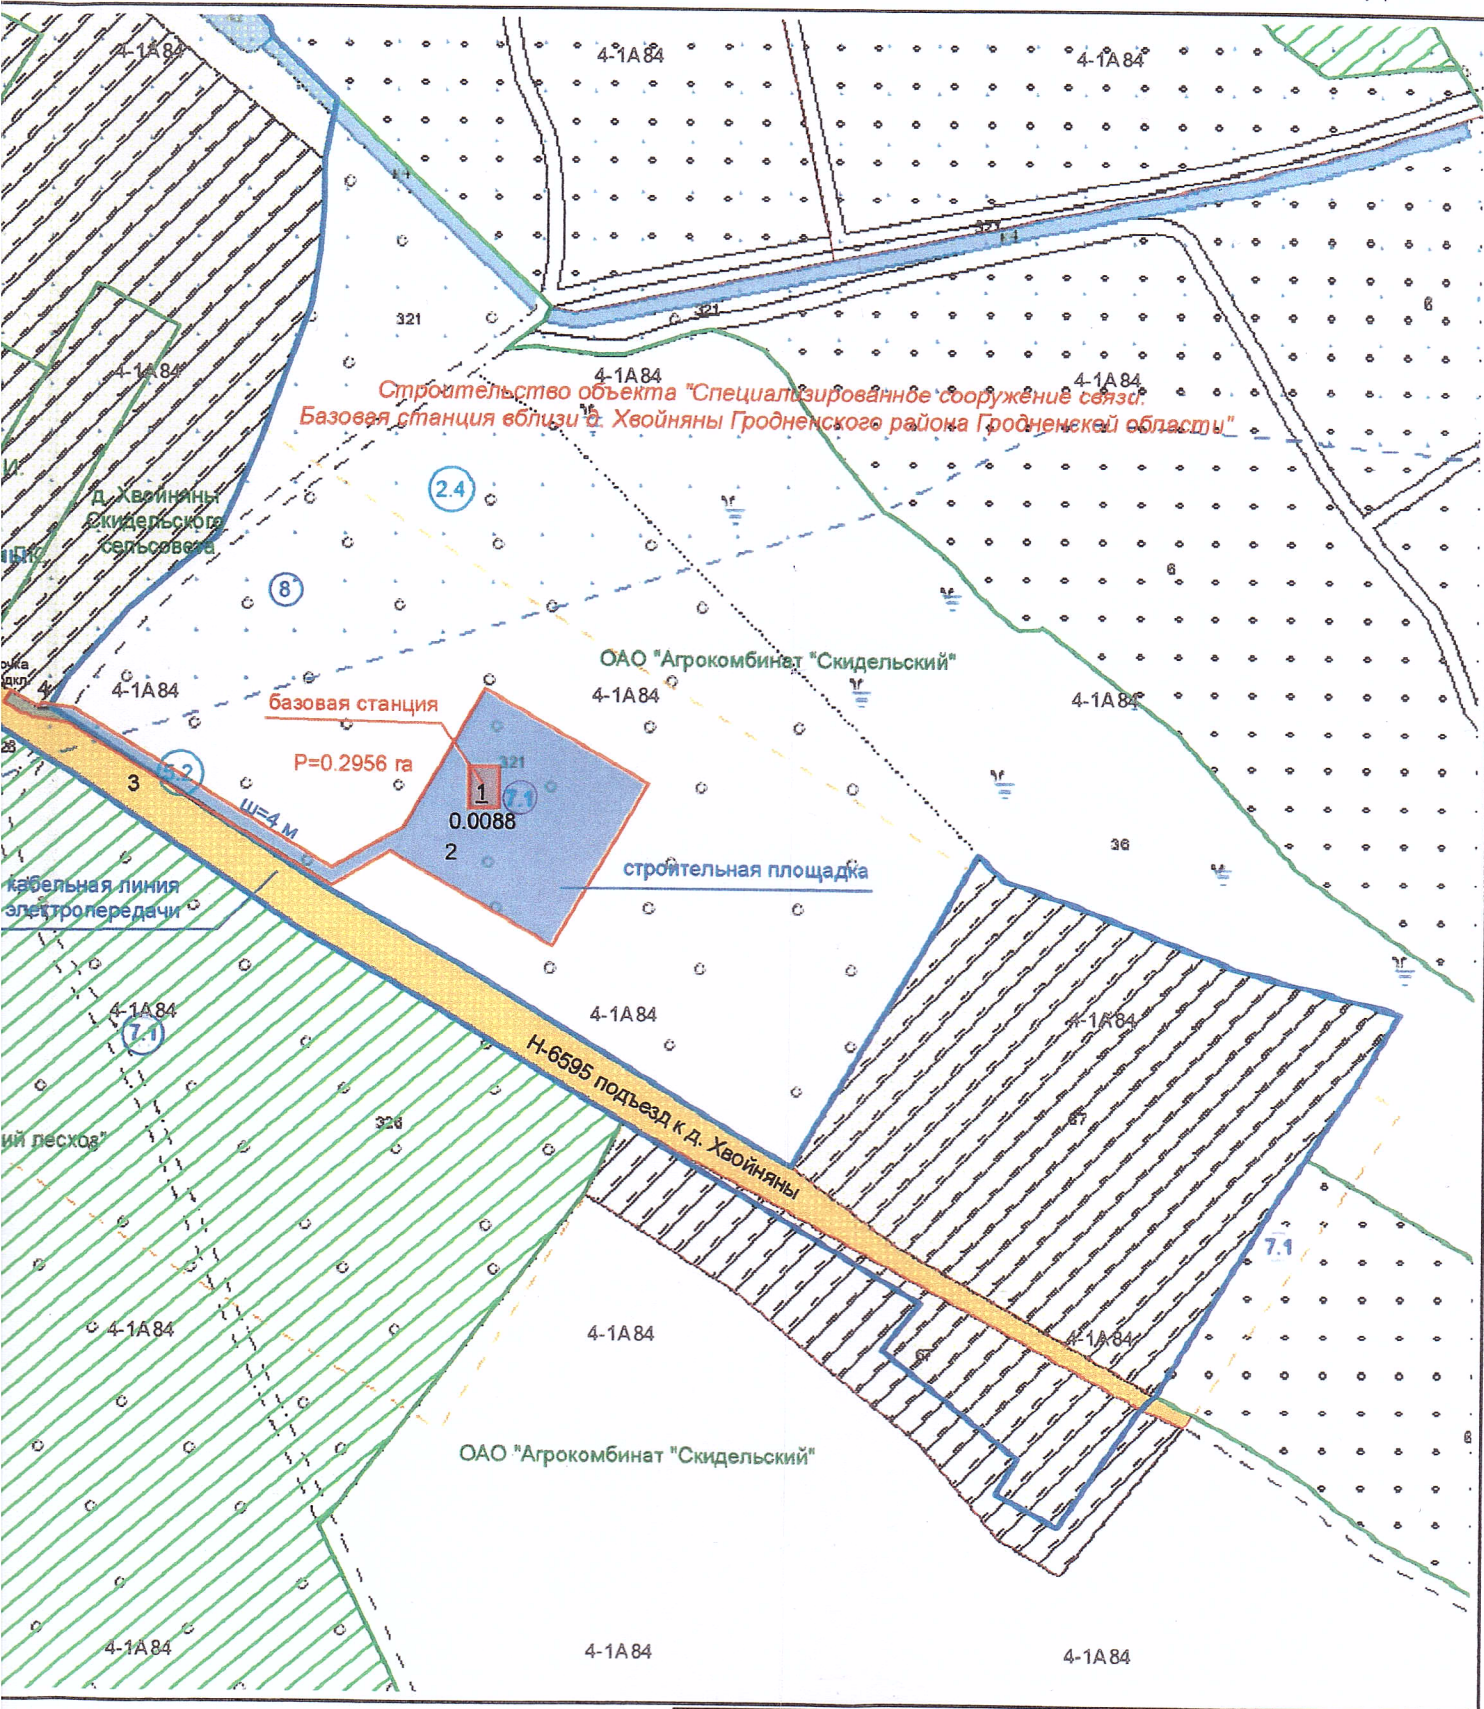 4-1А84
4-1А84
4-1А84
321
321
321
6
4-1А84
4-1А84
4-1А84
Строительство объекта "Специализированное сооружение связи.
Базовая станция вблизи д. Хвойняны Гродненского района Гродненской области"
2.4
д. Хвойняны
Скидельского
сельсовета
8
6
ОАО "Агрокомбинат "Скидельский"
4-1А84
4-1А84
4-1А84
4
базовая станция
Р=0.2956 га
321
5.2
3
1
7.1
0.0088
2
Ш=4 м
36
строительная площадка
кабельная линия
электропередачи
4-1А84
7.1
4-1А84
4-1А84
Н-6595 подъезд к д. Хвойняны
326
67
ий лесхоз"
7.1
4-1А84
4-1А84
4-1А84
67
ОАО "Агрокомбинат "Скидельский"
6
4-1А84
4-1А84
4-1А84